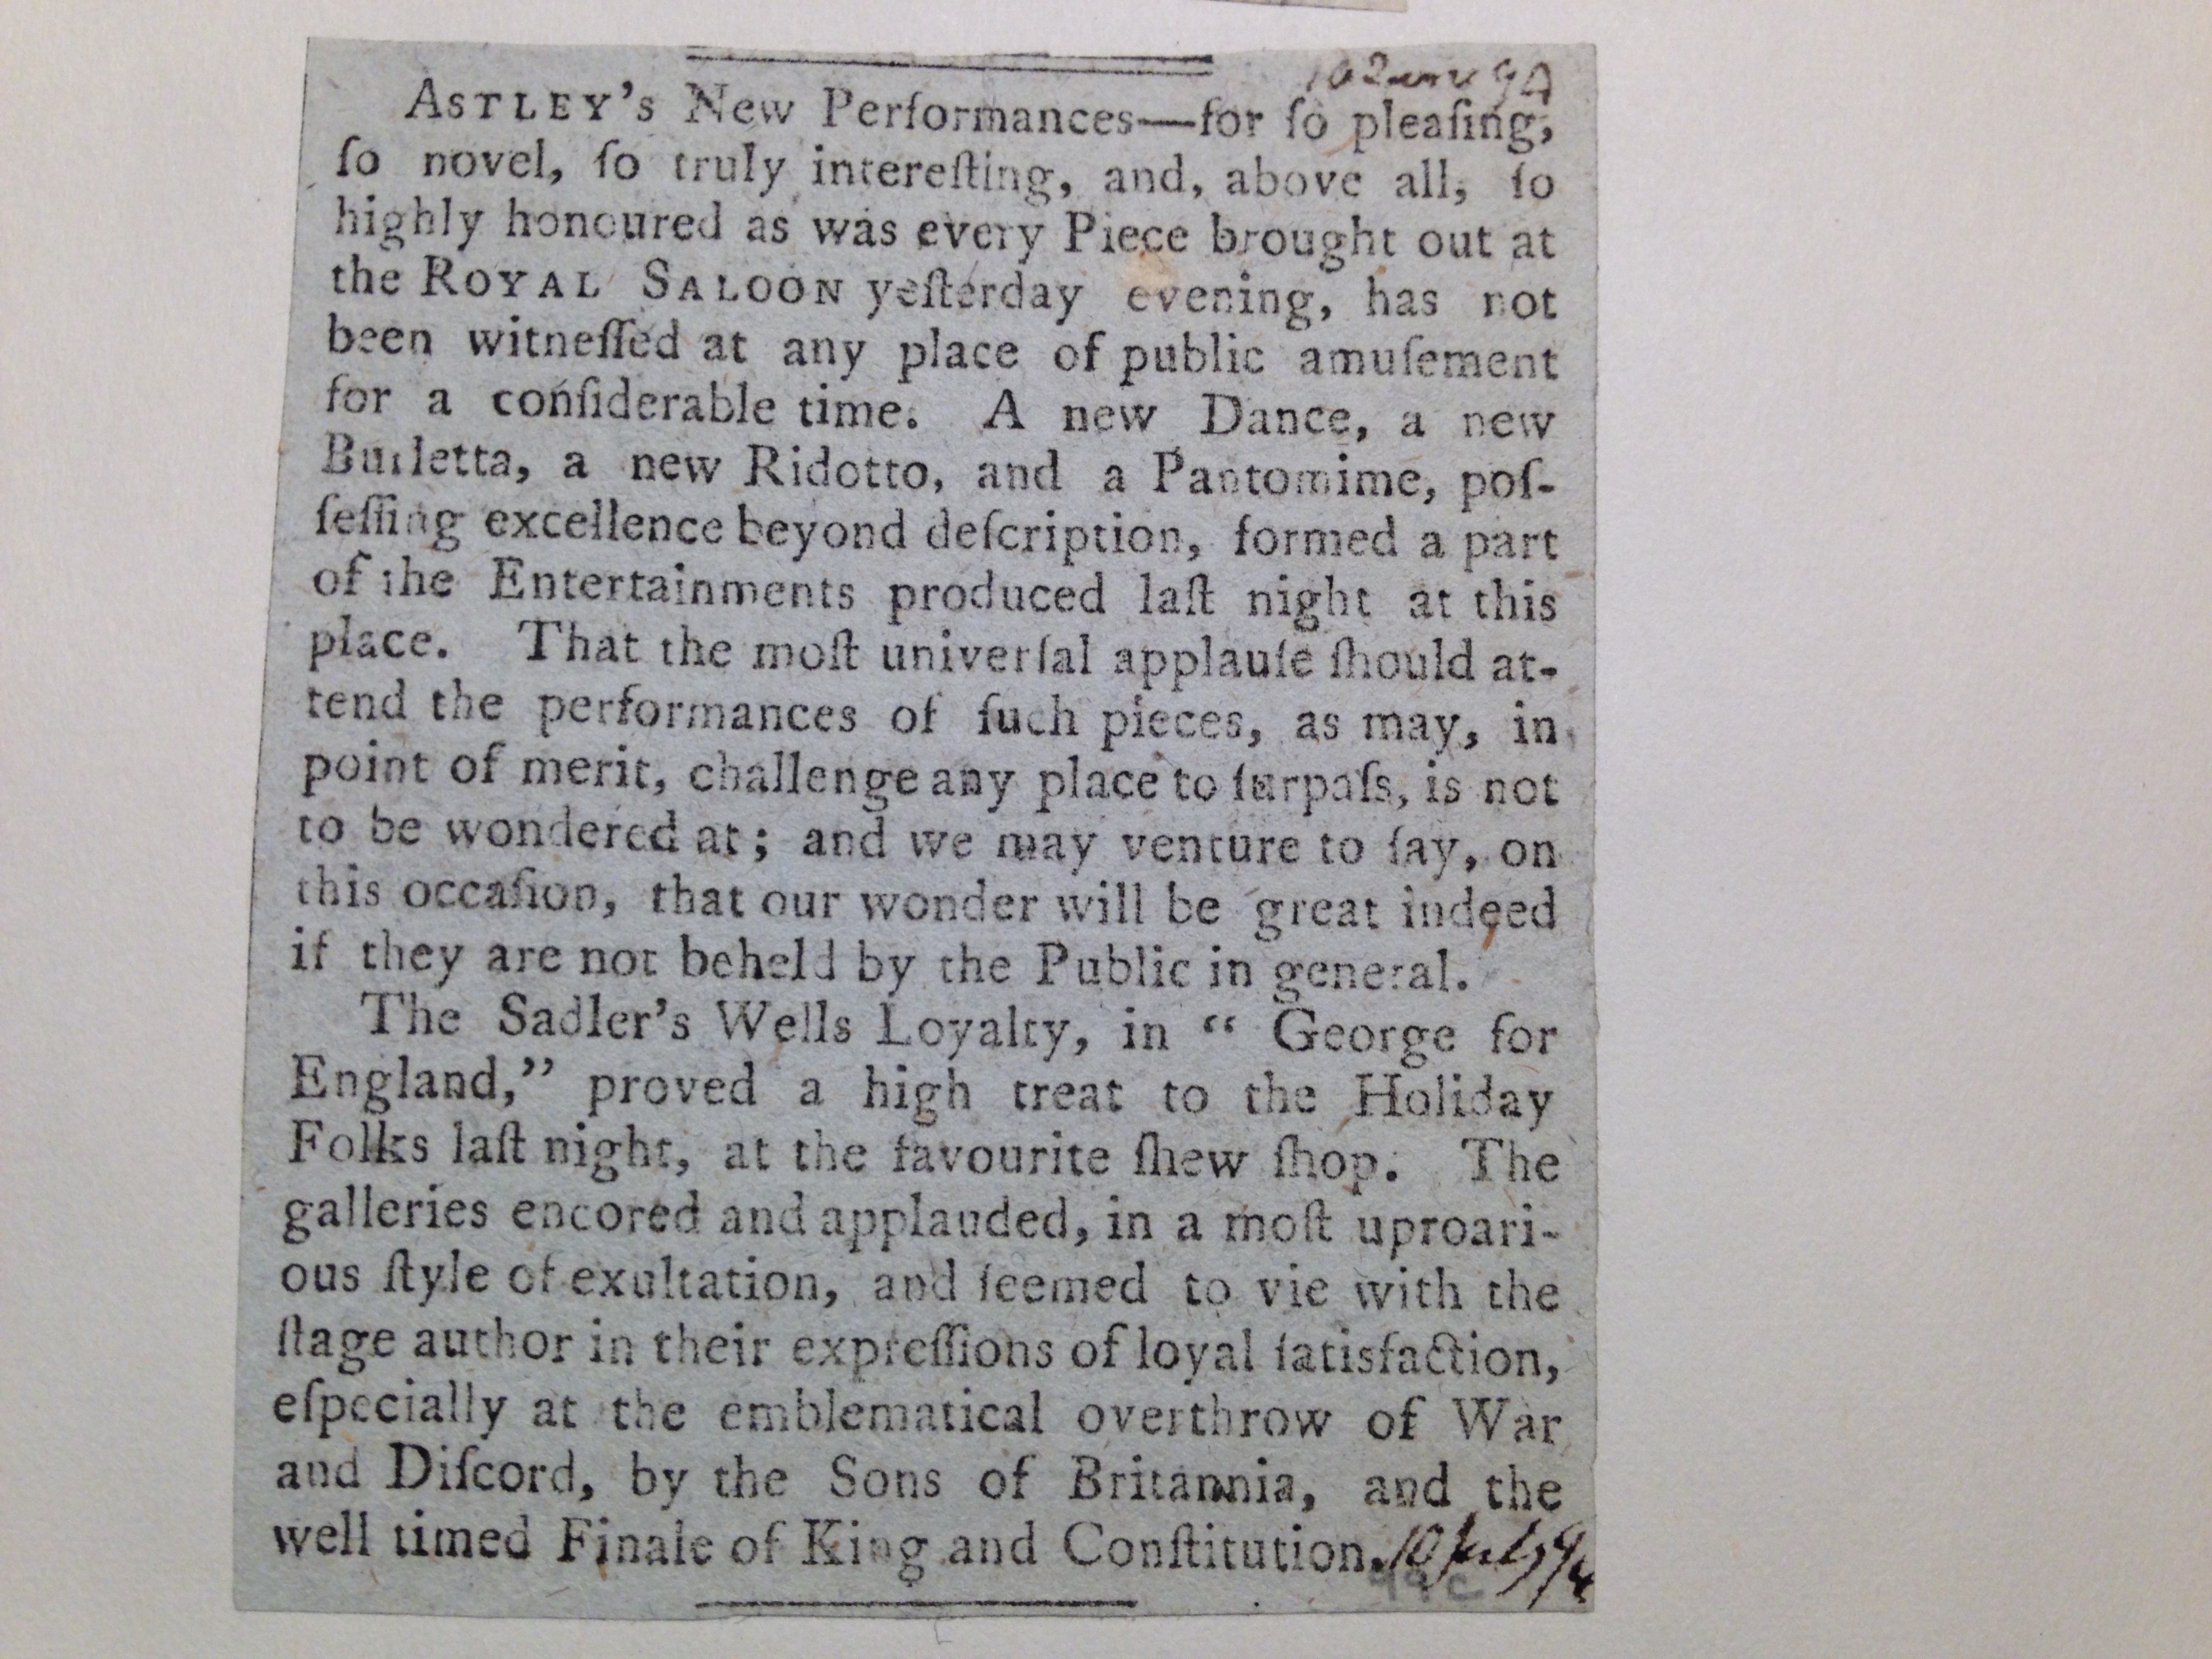 10 June 94
ASTLEY's New Performances—for ſo pleaſing,
ſo novel, ſo truly intereſting, and, above all, ſo
highly honoured as was every Piece brought out at
the ROYAL SALOON yeſterday evening, has not
been witneſſed at any place of public amuſement
for a conſiderable time. A new Dance, a new
Burletta, a new Ridotto, and a Pantomime, poſ-
ſeſſing excellence beyond deſcription, formed a part
of the Entertainments produced laſt night at this
place. That the moſt univerſal applauſe ſhould at-
tend the performances of ſuch pieces, as may, in
point of merit, challenge any place to ſurpaſs, is not
to be wondered at; and we may venture to ſay, on
this occaſion, that our wonder will be great indeed
if they are not beheld by the Public in general.
The Sadler's Wells Loyalty, in “ George for
England,” proved a high treat to the Holiday
Folks laſt night, at the favourite ſhew ſhop. The
galleries encored and applauded, in a moſt uproari-
ous ſtyle of exultation, and ſeemed to vie with the
ſtage author in their expreſſions of loyal ſatisfaction,
eſpecially at the emblematical overthrow of War
and Diſcord, by the Sons of Britannia, and the
well timed Finale of King and Conſtitution. 10 July 94
99c